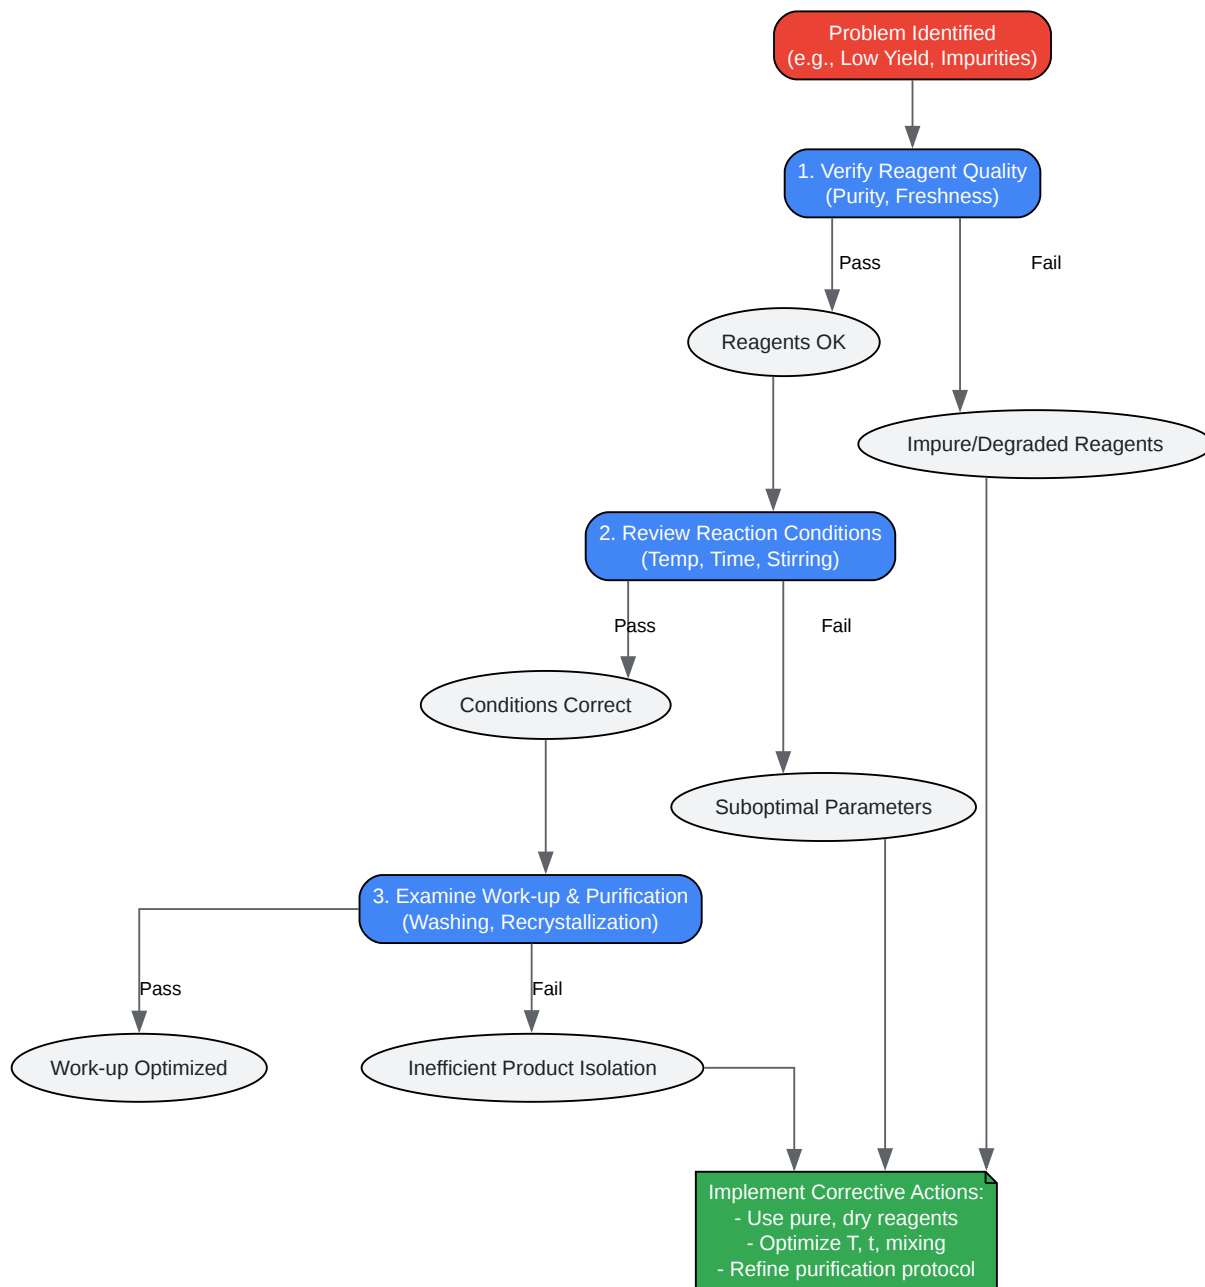 Problem Identified
(e.g., Low Yield, Impurities)
1. Verify Reagent Quality
(Purity, Freshness)
Pass
Fail
Reagents OK
Impure/Degraded Reagents
2. Review Reaction Conditions
(Temp, Time, Stirring)
Pass
Fail
Conditions Correct
Suboptimal Parameters
3. Examine Work-up & Purification
(Washing, Recrystallization)
Pass
Fail
Work-up Optimized
Inefficient Product Isolation
Implement Corrective Actions:
- Use pure, dry reagents
- Optimize T, t, mixing
- Refine purification protocol